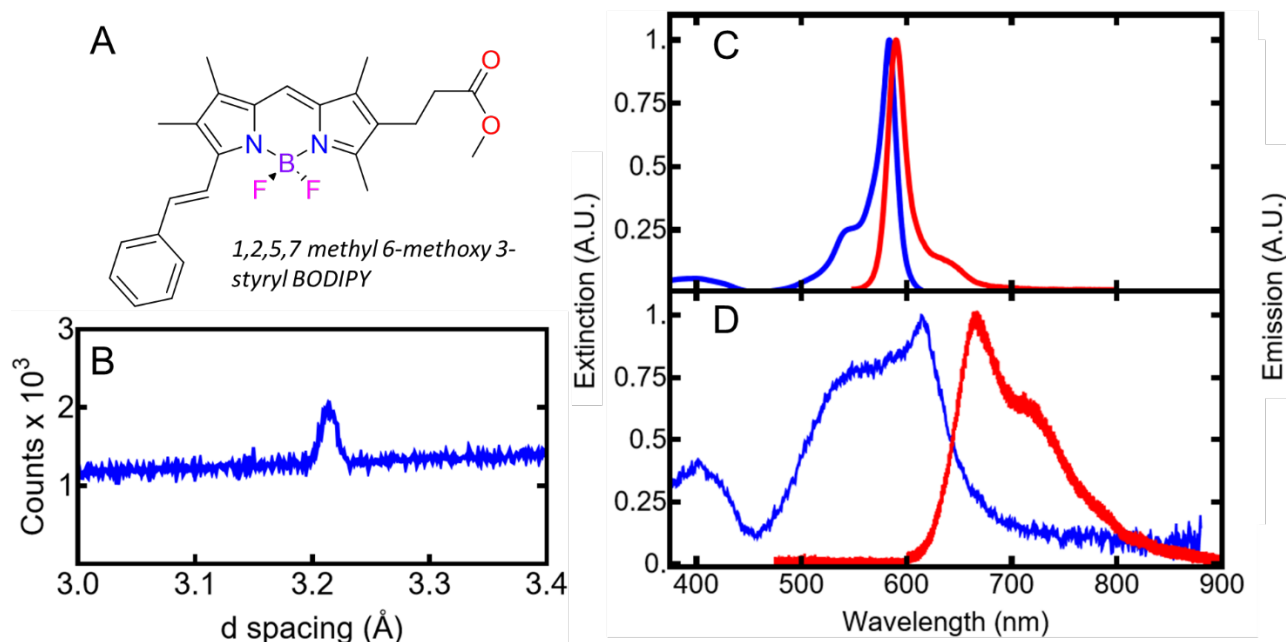 A
O
O
N
N
B
F
F
1,2,5,7 methyl 6-methoxy 3-
styryl BODIPY
B
3
2
1
Counts x 10³
3.0 3.1 3.2 3.3 3.4
d spacing (Å)
C
1.
0.75
0.5
0.25
D
1.
0.75
0.5
0.25
0.
400 500 600 700 800 900
Wavelength (nm)
Extinction (A.U.)
Emission (A.U.)